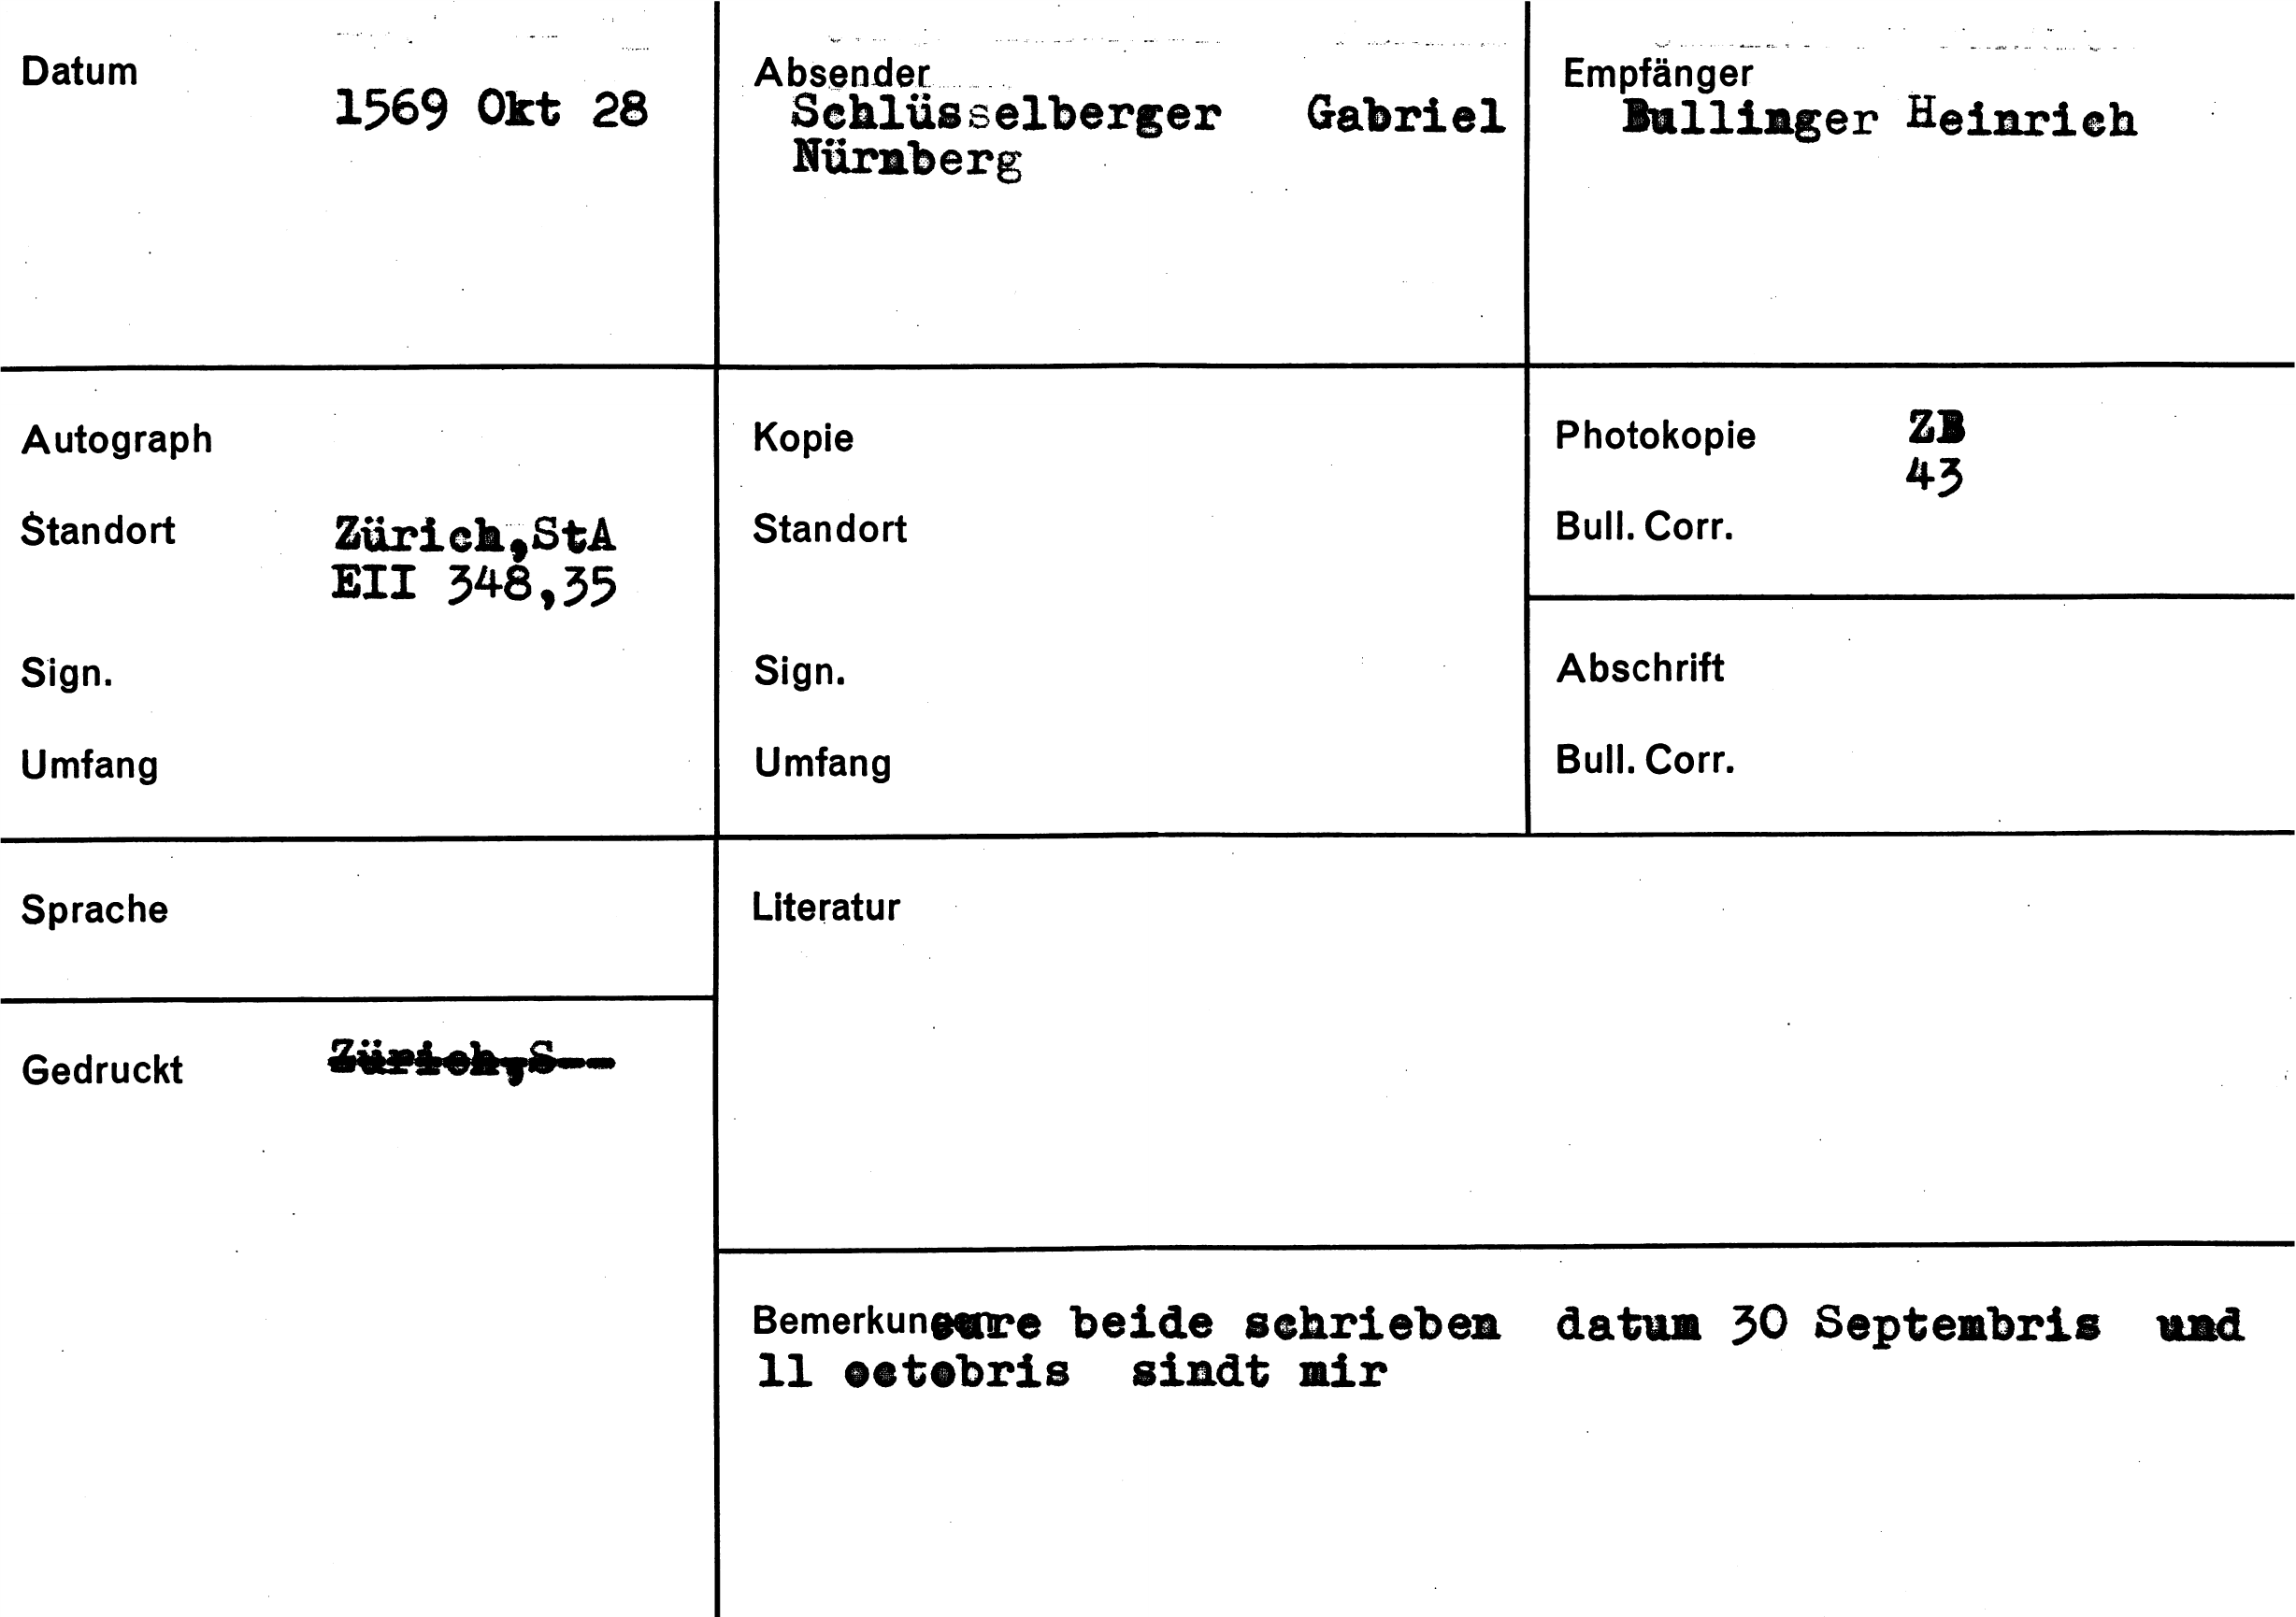 Datum
1569 Okt 28
Absender
Schlüsselberger Gabriel
Nürnberg
Empfänger
Bullinger Heinrich
Autograph
Standort
Zürich,StA
EII 348,35
Sign.
Umfang
Kopie
Standort
Sign.
Umfang
Photokopie ZB
43
Bull. Corr.
Abschrift
Bull. Corr.
Sprache
Gedruckt Zürich,S--
Literatur
Bemerkungen eure beide schrieben datum 30 Septembris und
11 octobris sindt mir